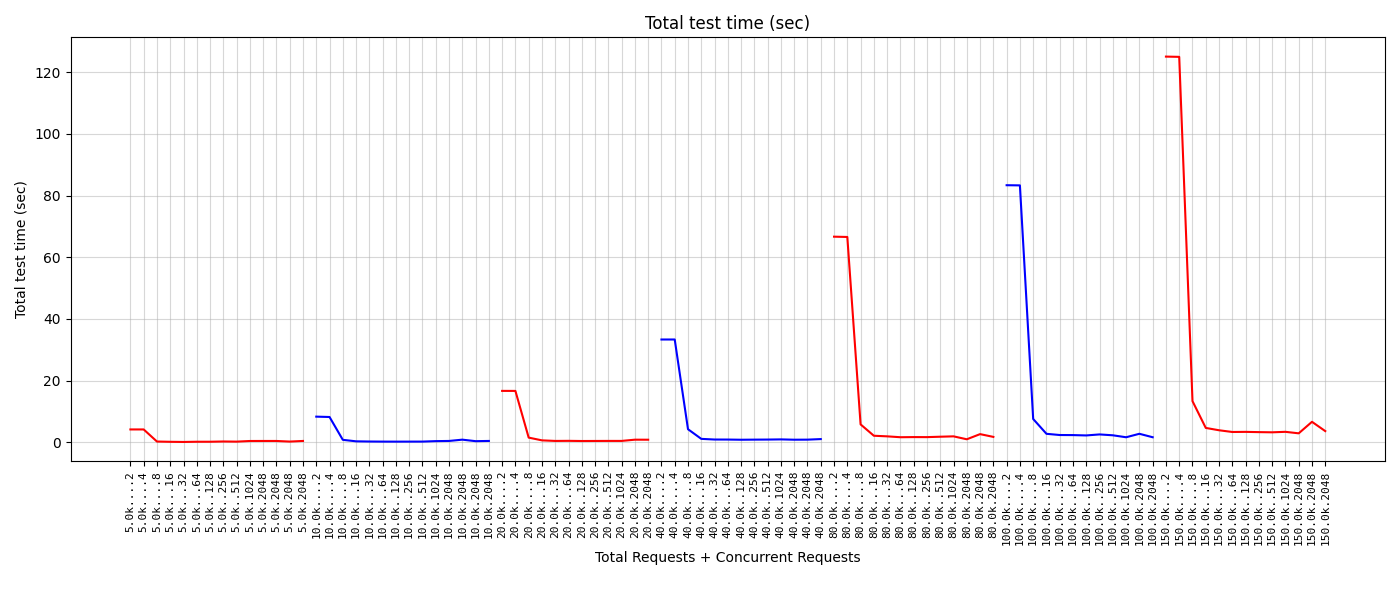 Total test time (sec)
Total test time (sec)
120
100
80
60
40
20
0
5.0k....2
5.0k....4
5.0k....8
5.0k...16
5.0k...32
5.0k...64
5.0k..128
5.0k..256
5.0k..512
5.0k.1024
5.0k.2048
5.0k.2048
5.0k.2048
5.0k.2048
10.0k....2
10.0k....4
10.0k....8
10.0k...16
10.0k...32
10.0k...64
10.0k..128
10.0k..256
10.0k..512
10.0k.1024
10.0k.2048
10.0k.2048
10.0k.2048
10.0k.2048
20.0k....2
20.0k....4
20.0k....8
20.0k...16
20.0k...32
20.0k...64
20.0k..128
20.0k..256
20.0k..512
20.0k.1024
20.0k.2048
20.0k.2048
40.0k....2
40.0k....4
40.0k....8
40.0k...16
40.0k...32
40.0k...64
40.0k..128
40.0k..256
40.0k..512
40.0k.1024
40.0k.2048
40.0k.2048
40.0k.2048
80.0k....2
80.0k....4
80.0k....8
80.0k...16
80.0k...32
80.0k...64
80.0k..128
80.0k..256
80.0k..512
80.0k.1024
80.0k.2048
80.0k.2048
80.0k.2048
100.0k....2
100.0k....4
100.0k....8
100.0k...16
100.0k...32
100.0k...64
100.0k..128
100.0k..256
100.0k..512
100.0k.1024
100.0k.2048
100.0k.2048
150.0k....2
150.0k....4
150.0k....8
150.0k...16
150.0k...32
150.0k...64
150.0k..128
150.0k..256
150.0k..512
150.0k.1024
150.0k.2048
150.0k.2048
150.0k.2048
Total Requests + Concurrent Requests